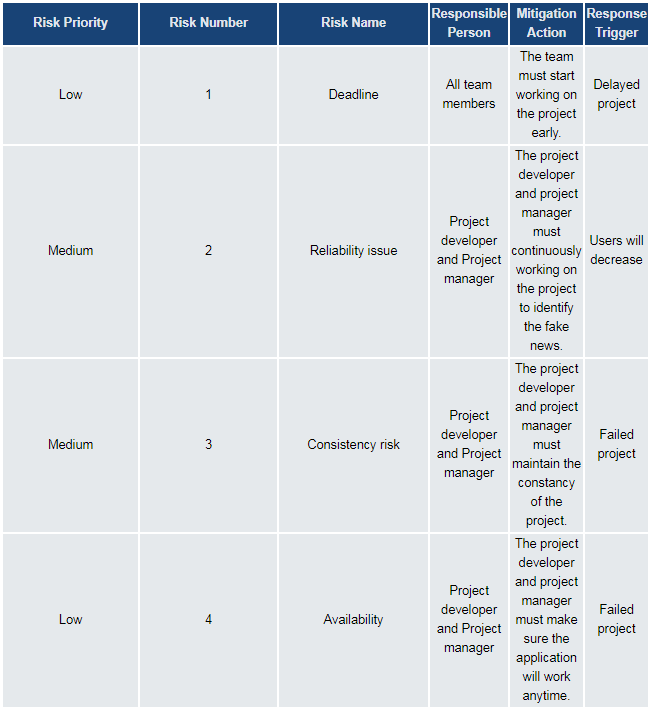 Risk Priority
Risk Number
Risk Name
Responsible
Person
Mitigation
Action
Response
Trigger
Low
1
Deadline
All team
members
The team
must start
working on
the project
early.
Delayed
project
Medium
2
Reliability issue
Project
developer
and Project
manager
The project
developer
and project
manager
must
continuously
working on
the project
to identify
the fake
news.
Users will
decrease
Medium
3
Consistency risk
Project
developer
and Project
manager
The project
developer
and project
manager
must
maintain the
constancy
of the
project.
Failed
project
Low
4
Availability
Project
developer
and Project
manager
The project
developer
and project
manager
must make
sure the
application
will work
anytime.
Failed
project